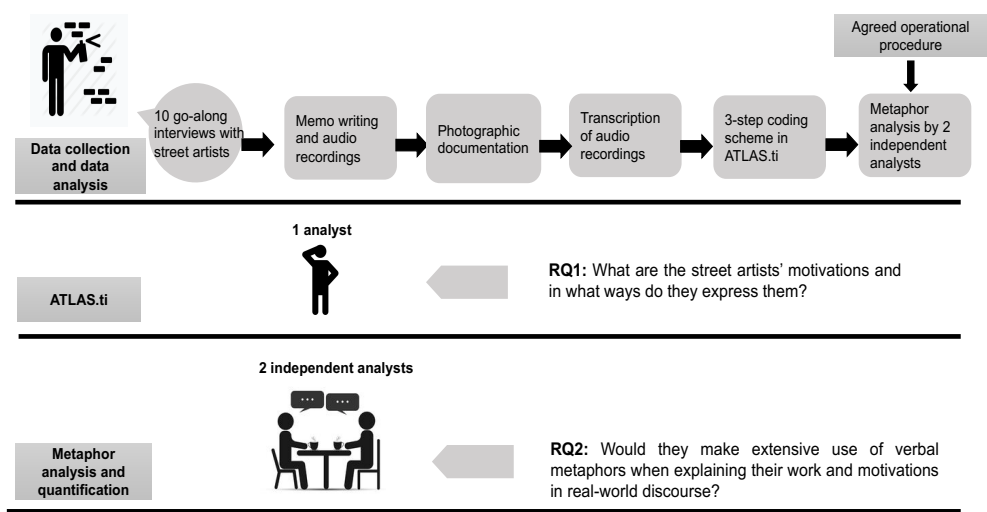 Agreed operational
procedure
Data collection
and data
analysis
10 go-along
interviews with
street artists
Memo writing
and audio
recordings
Photographic
documentation
Transcription
of audio
recordings
3-step coding
scheme in
ATLAS.ti
Metaphor
analysis by 2
independent
analysts
1 analyst
ATLAS.ti
RQ1: What are the street artists’ motivations and
in what ways do they express them?
2 independent analysts
Metaphor
analysis and
quantification
RQ2: Would they make extensive use of verbal
metaphors when explaining their work and motivations
in real-world discourse?